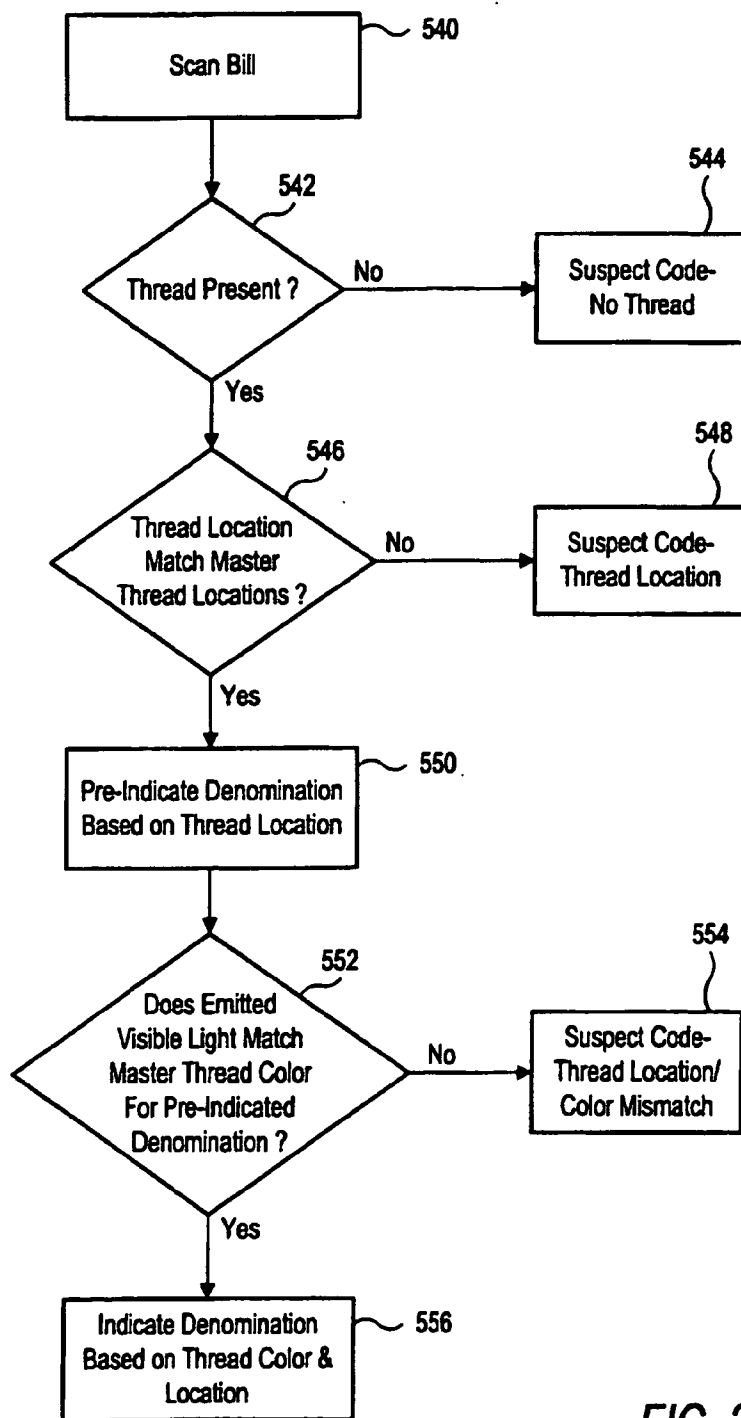 540
Scan Bill
542
544
Thread Present ?
No
Suspect Code-
No Thread
Yes
546
548
Thread Location
Match Master
Thread Locations ?
No
Suspect Code-
Thread Location
Yes
550
Pre-Indicate Denomination
Based on Thread Location
552
554
Does Emitted
Visible Light Match
Master Thread Color
For Pre-Indicated
Denomination ?
No
Suspect Code-
Thread Location/
Color Mismatch
Yes
556
Indicate Denomination
Based on Thread Color &
Location
FIG.